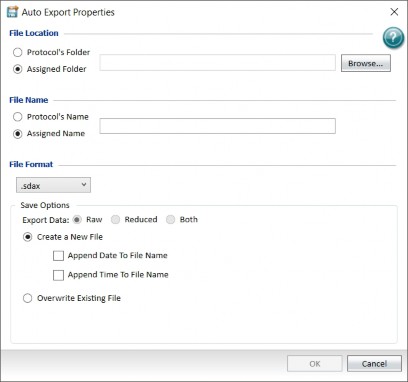 Auto Export Properties
File Location
Protocol's Folder
Assigned Folder
Browse...
?
File Name
Protocol's Name
Assigned Name
File Format
.sdax
Save Options
Export Data: Raw Reduced Both
Create a New File
Append Date To File Name
Append Time To File Name
Overwrite Existing File
OK Cancel